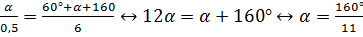 α/0,5 = 60°+α+160/6 ↔ 12α = α + 160° ↔ α = 160°/11